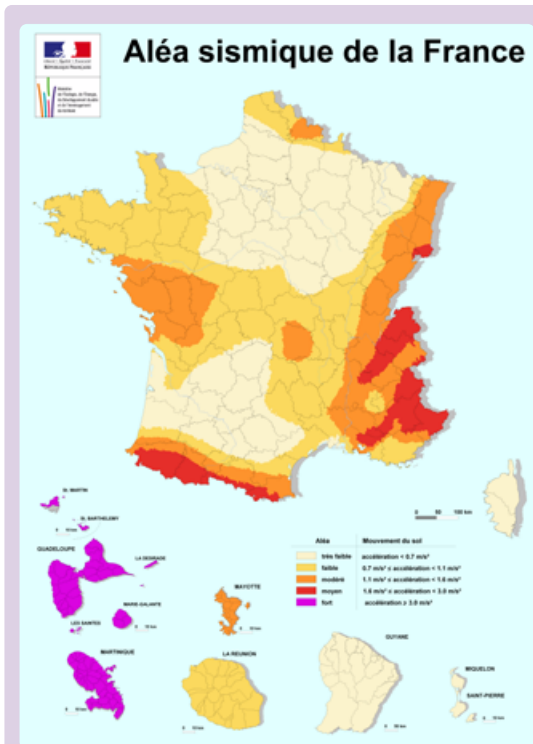 Aléa sismique de la France
RÉPUBLIQUE FRANÇAISE
ST. MARTIN
ST. BARTHELEMY
GUADELOUPE
LA DESIRADE
MARIE-GALANTE
LES SAINTES
MARTINIQUE
MAYOTTE
LA REUNION
GUYANE
MIQUELON
SAINT-PIERRE
0 50 100 km
Aléa Mouvement du sol
très faible accélération < 0.7 m/s²
faible 0.7 m/s² ≤ accélération < 1.1 m/s²
modéré 1.1 m/s² ≤ accélération < 1.6 m/s²
moyen 1.6 m/s² ≤ accélération < 3.0 m/s²
fort accélération ≥ 3.0 m/s²